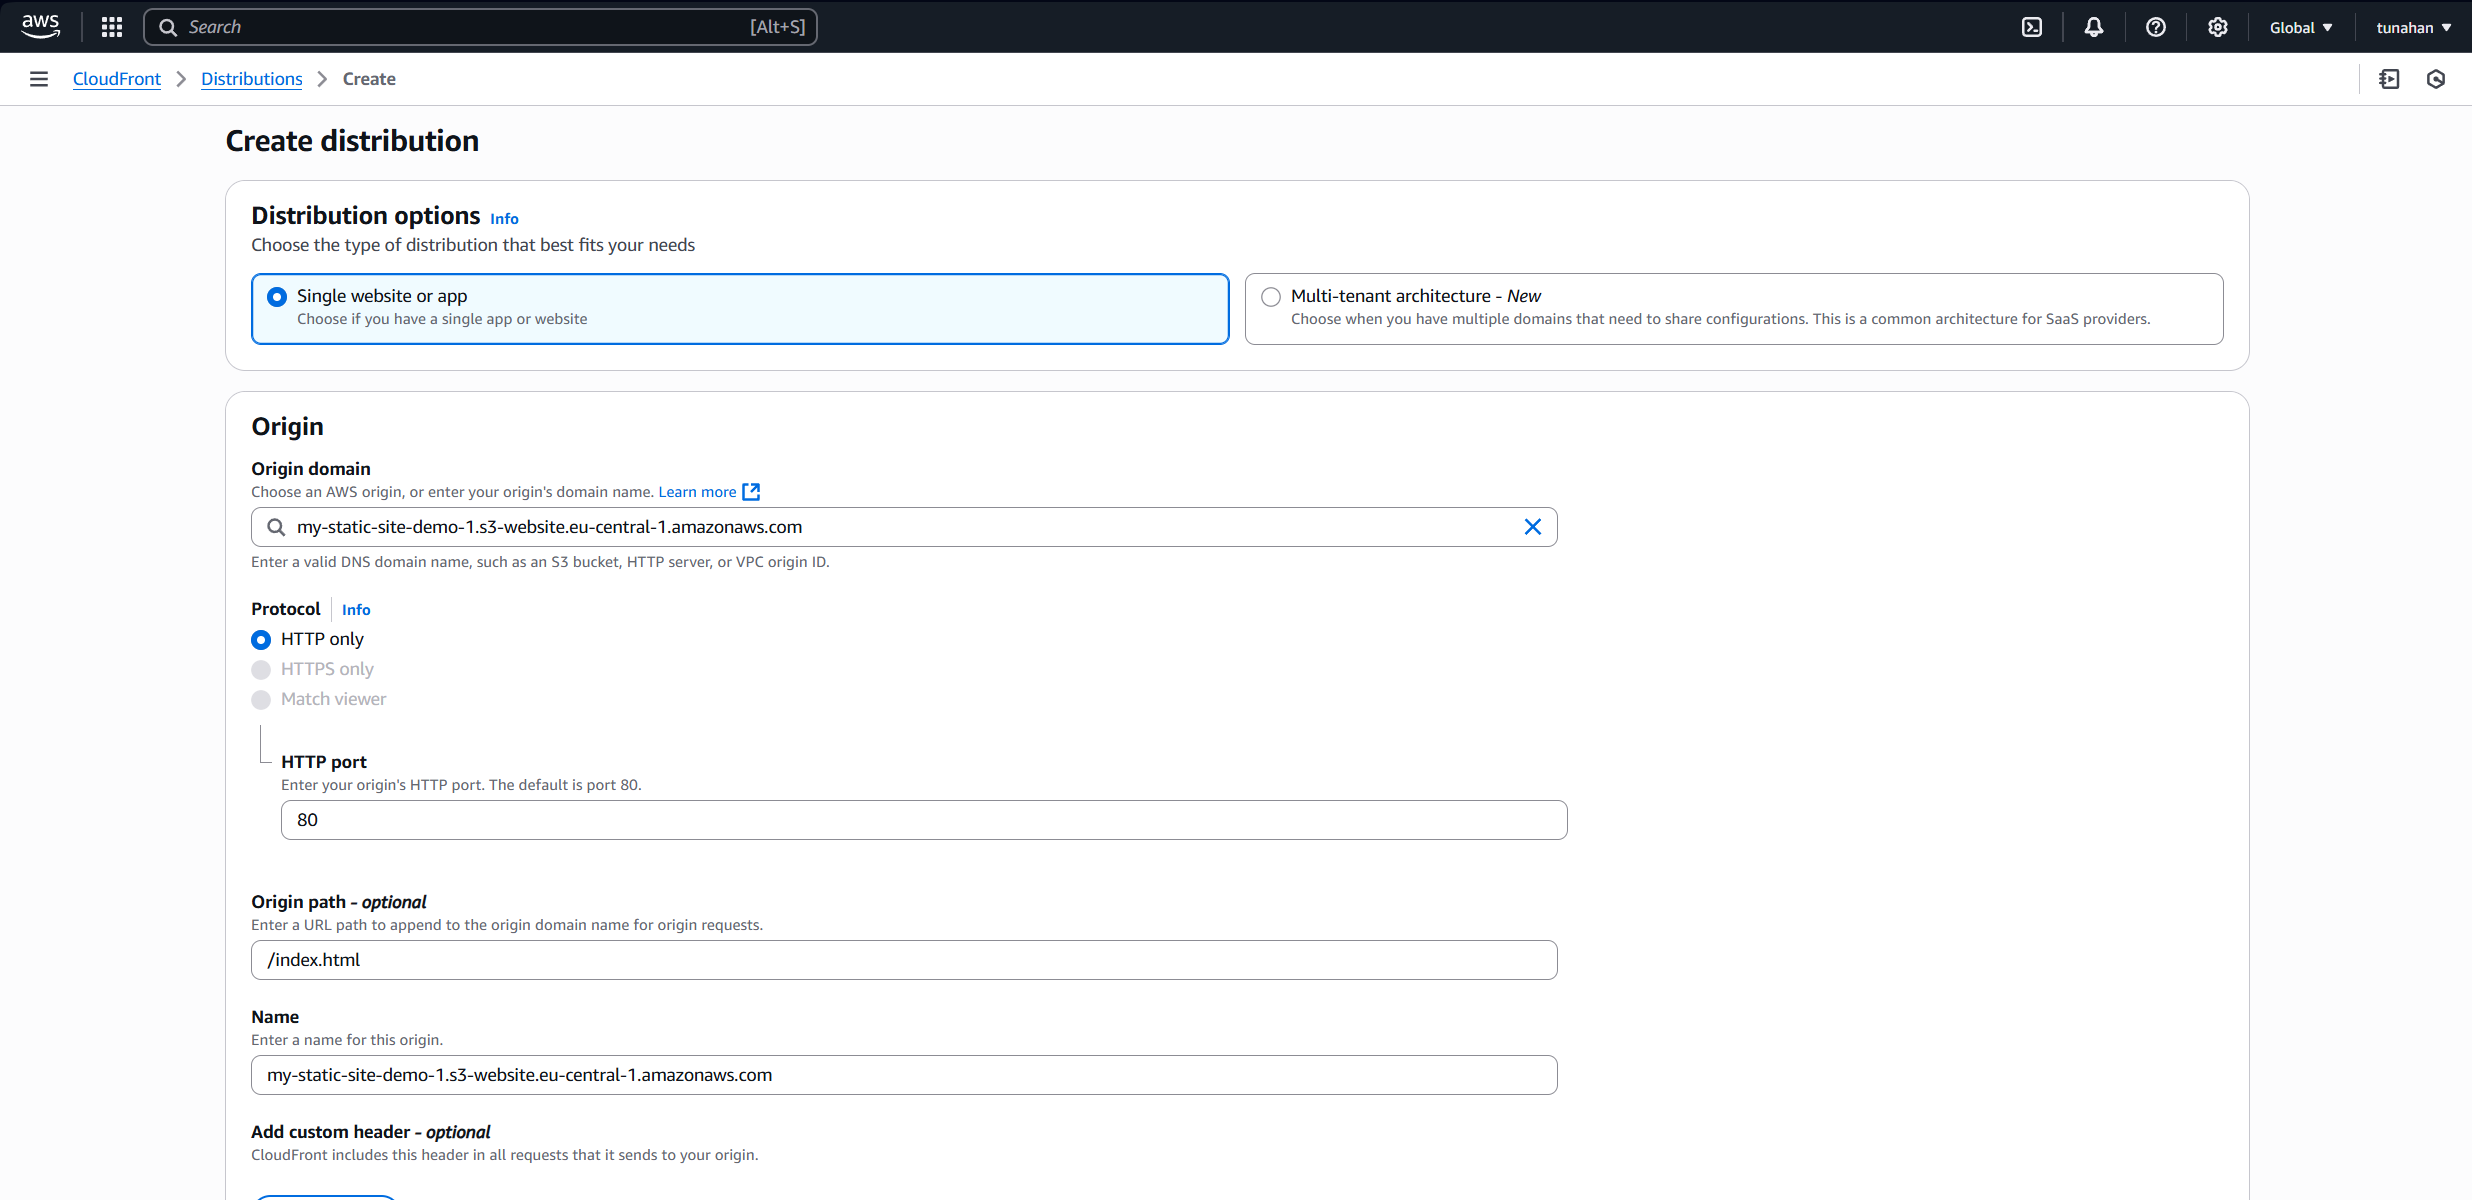 aws
Search [Alt+S]
Global
tunahan
CloudFront > Distributions > Create
Create distribution
Distribution options Info
Choose the type of distribution that best fits your needs
Single website or app
Choose if you have a single app or website
Multi-tenant architecture - New
Choose when you have multiple domains that need to share configurations. This is a common architecture for SaaS providers.
Origin
Origin domain
Choose an AWS origin, or enter your origin's domain name. Learn more
my-static-site-demo-1.s3-website.eu-central-1.amazonaws.com
Enter a valid DNS domain name, such as an S3 bucket, HTTP server, or VPC origin ID.
Protocol Info
HTTP only
HTTPS only
Match viewer
HTTP port
Enter your origin's HTTP port. The default is port 80.
80
Origin path - optional
Enter a URL path to append to the origin domain name for origin requests.
/index.html
Name
Enter a name for this origin.
my-static-site-demo-1.s3-website.eu-central-1.amazonaws.com
Add custom header - optional
CloudFront includes this header in all requests that it sends to your origin.